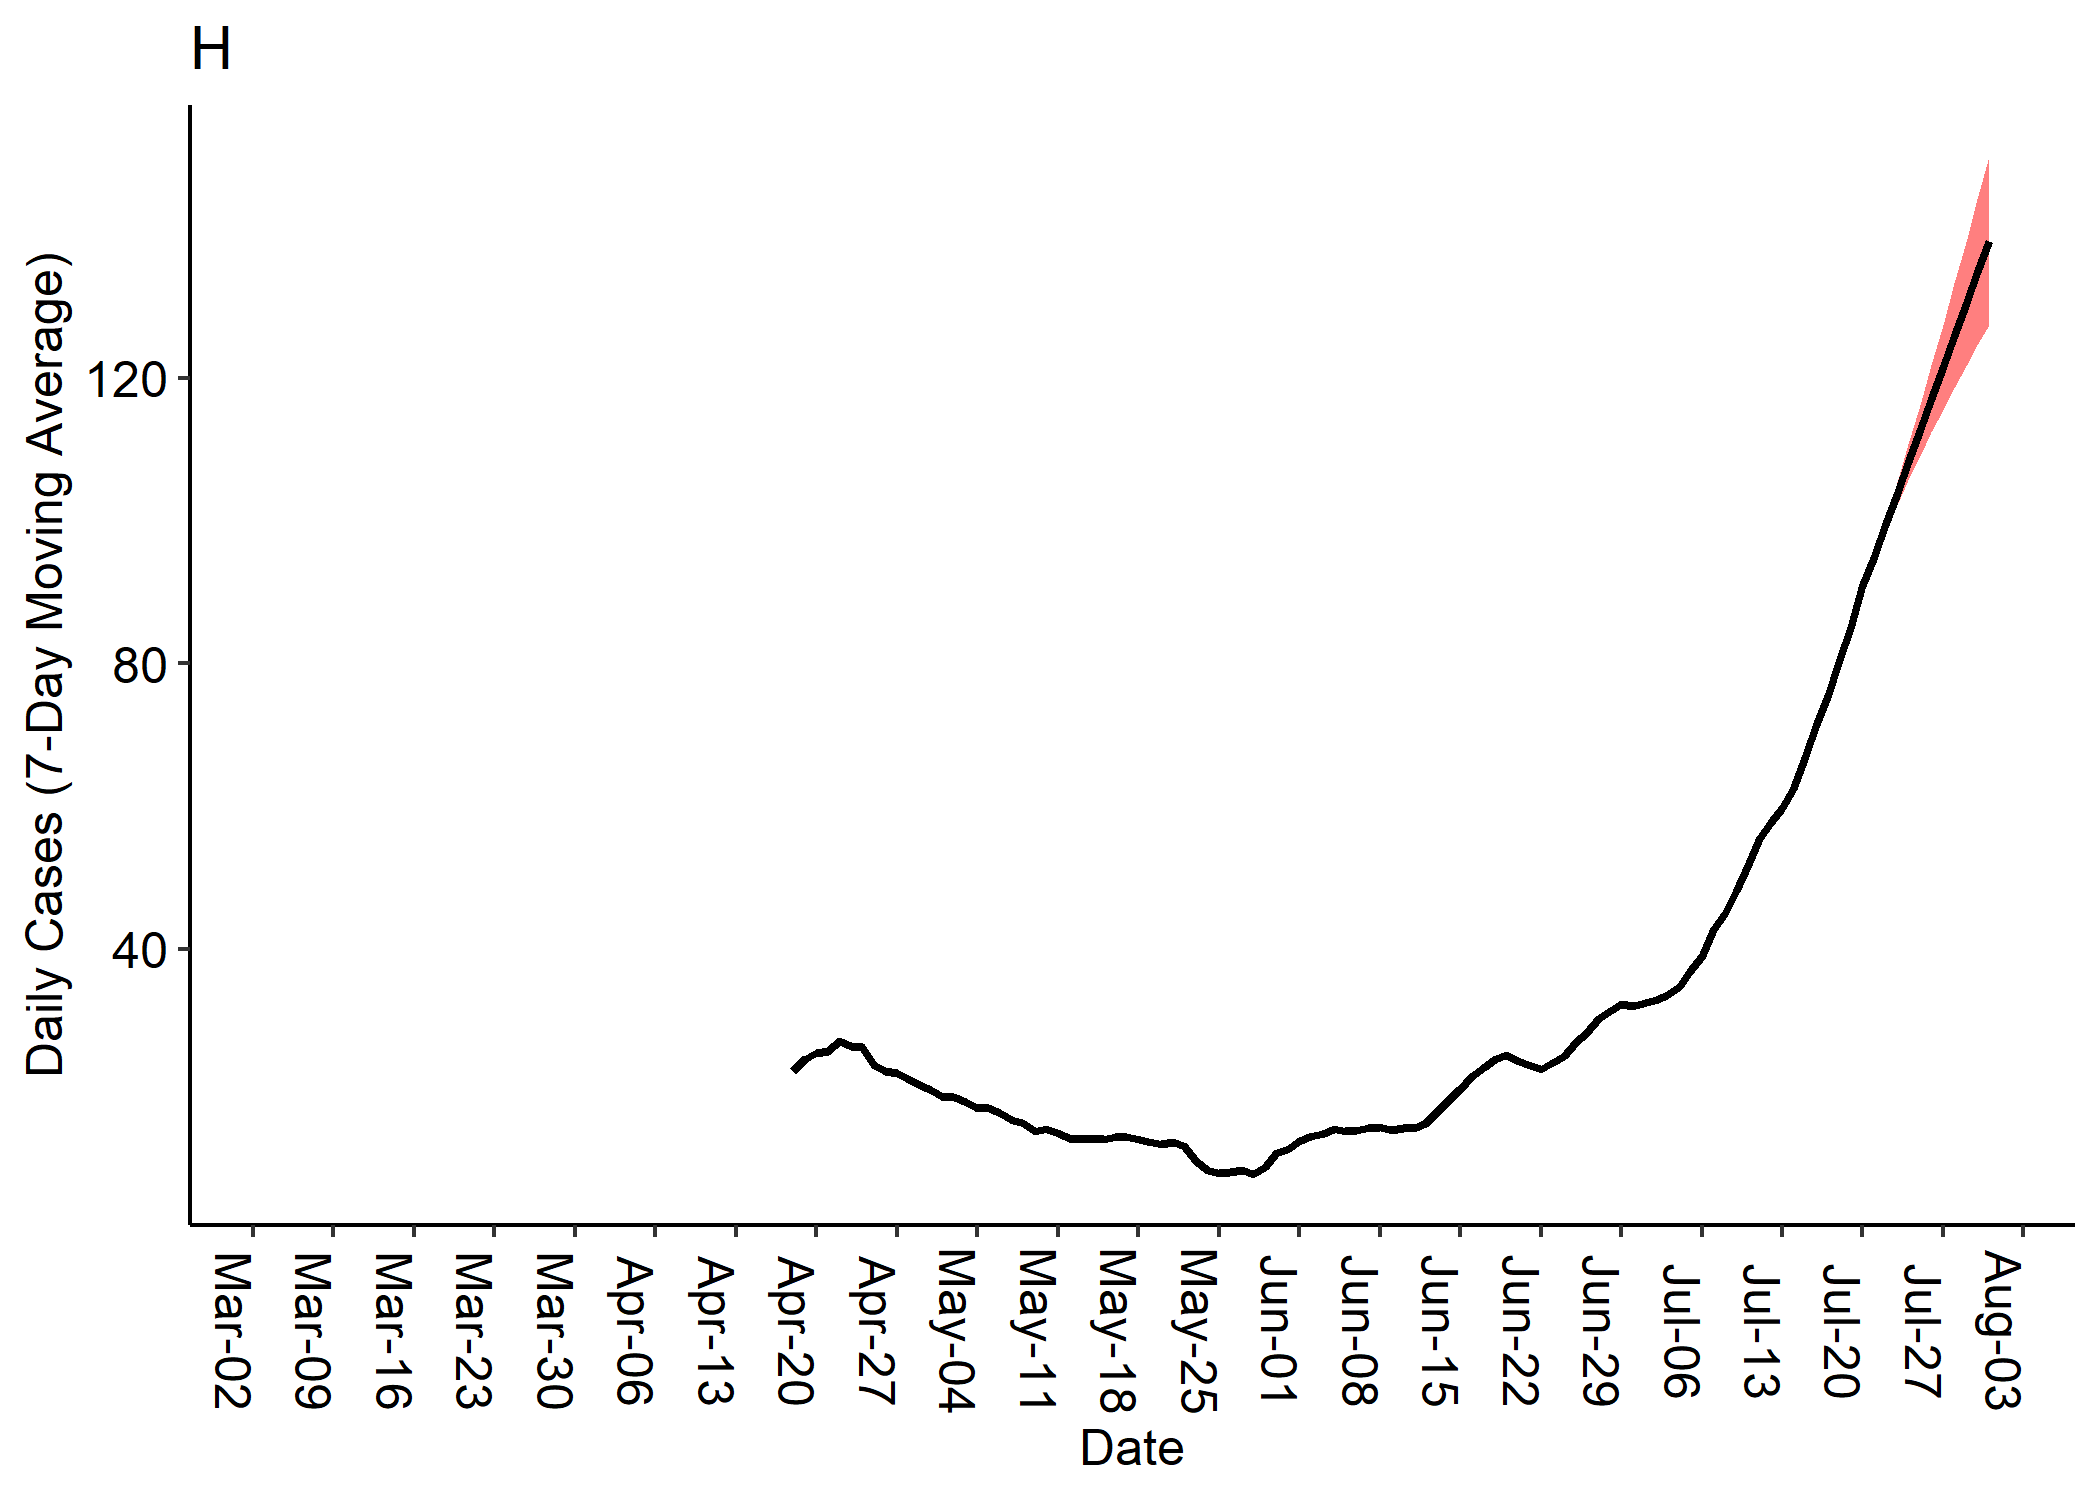 H
Daily Cases (7-Day Moving Average)
120
80
40
Mar-02
Mar-09
Mar-16
Mar-23
Mar-30
Apr-06
Apr-13
Apr-20
Apr-27
May-04
May-11
May-18
May-25
Jun-01
Jun-08
Jun-15
Jun-22
Jun-29
Jul-06
Jul-13
Jul-20
Jul-27
Aug-03
Date